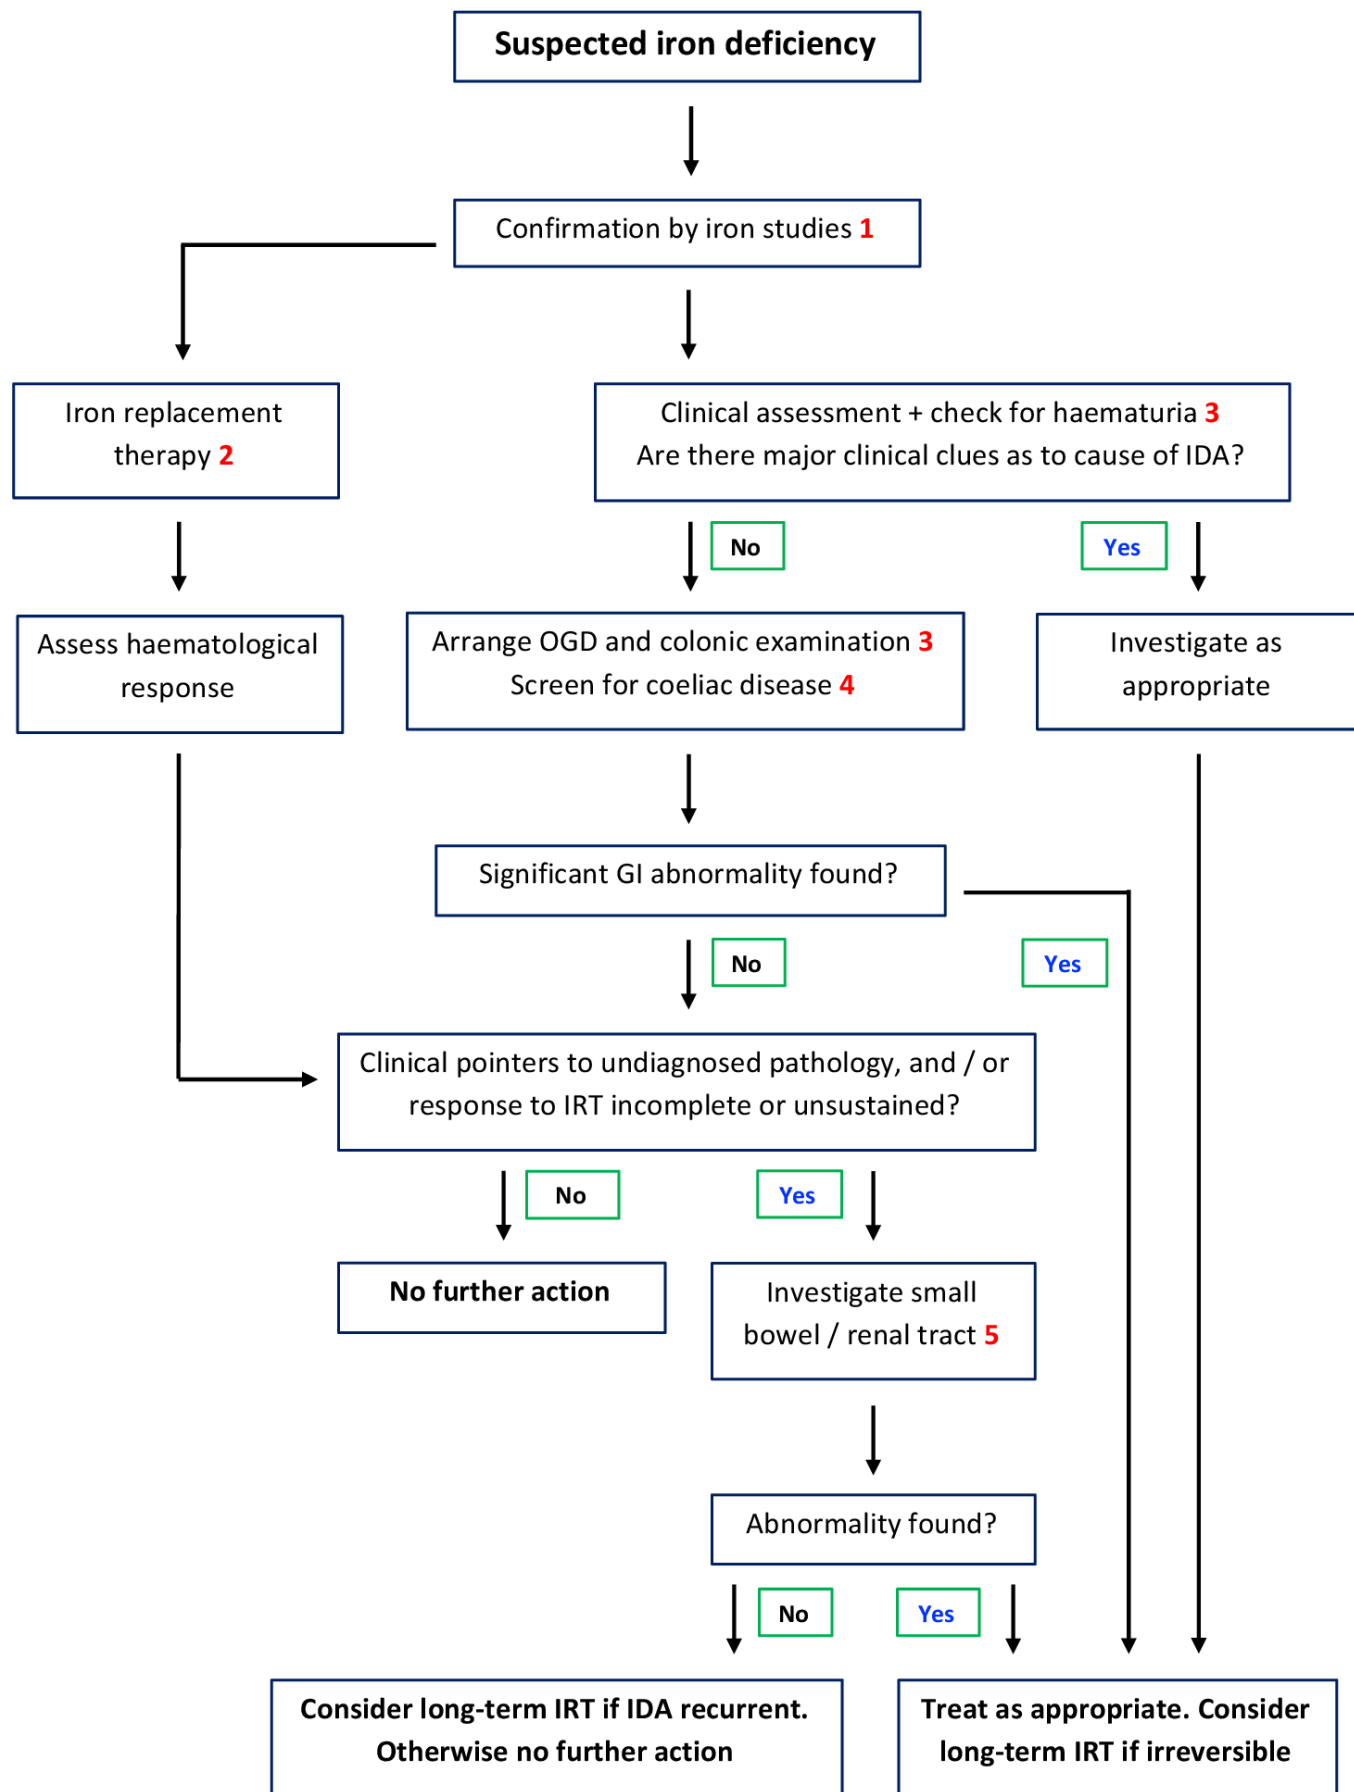 Suspected iron deficiency
Confirmation by iron studies 1
Iron replacement
therapy 2
Clinical assessment + check for haematuria 3
Are there major clinical clues as to cause of IDA?
No
Yes
Assess haematological
response
Arrange OGD and colonic examination 3
Screen for coeliac disease 4
Investigate as
appropriate
Significant GI abnormality found?
No
Yes
Clinical pointers to undiagnosed pathology, and / or
response to IRT incomplete or unsustained?
No
Yes
No further action
Investigate small
bowel / renal tract 5
Abnormality found?
No
Yes
Consider long-term IRT if IDA recurrent.
Otherwise no further action
Treat as appropriate. Consider
long-term IRT if irreversible